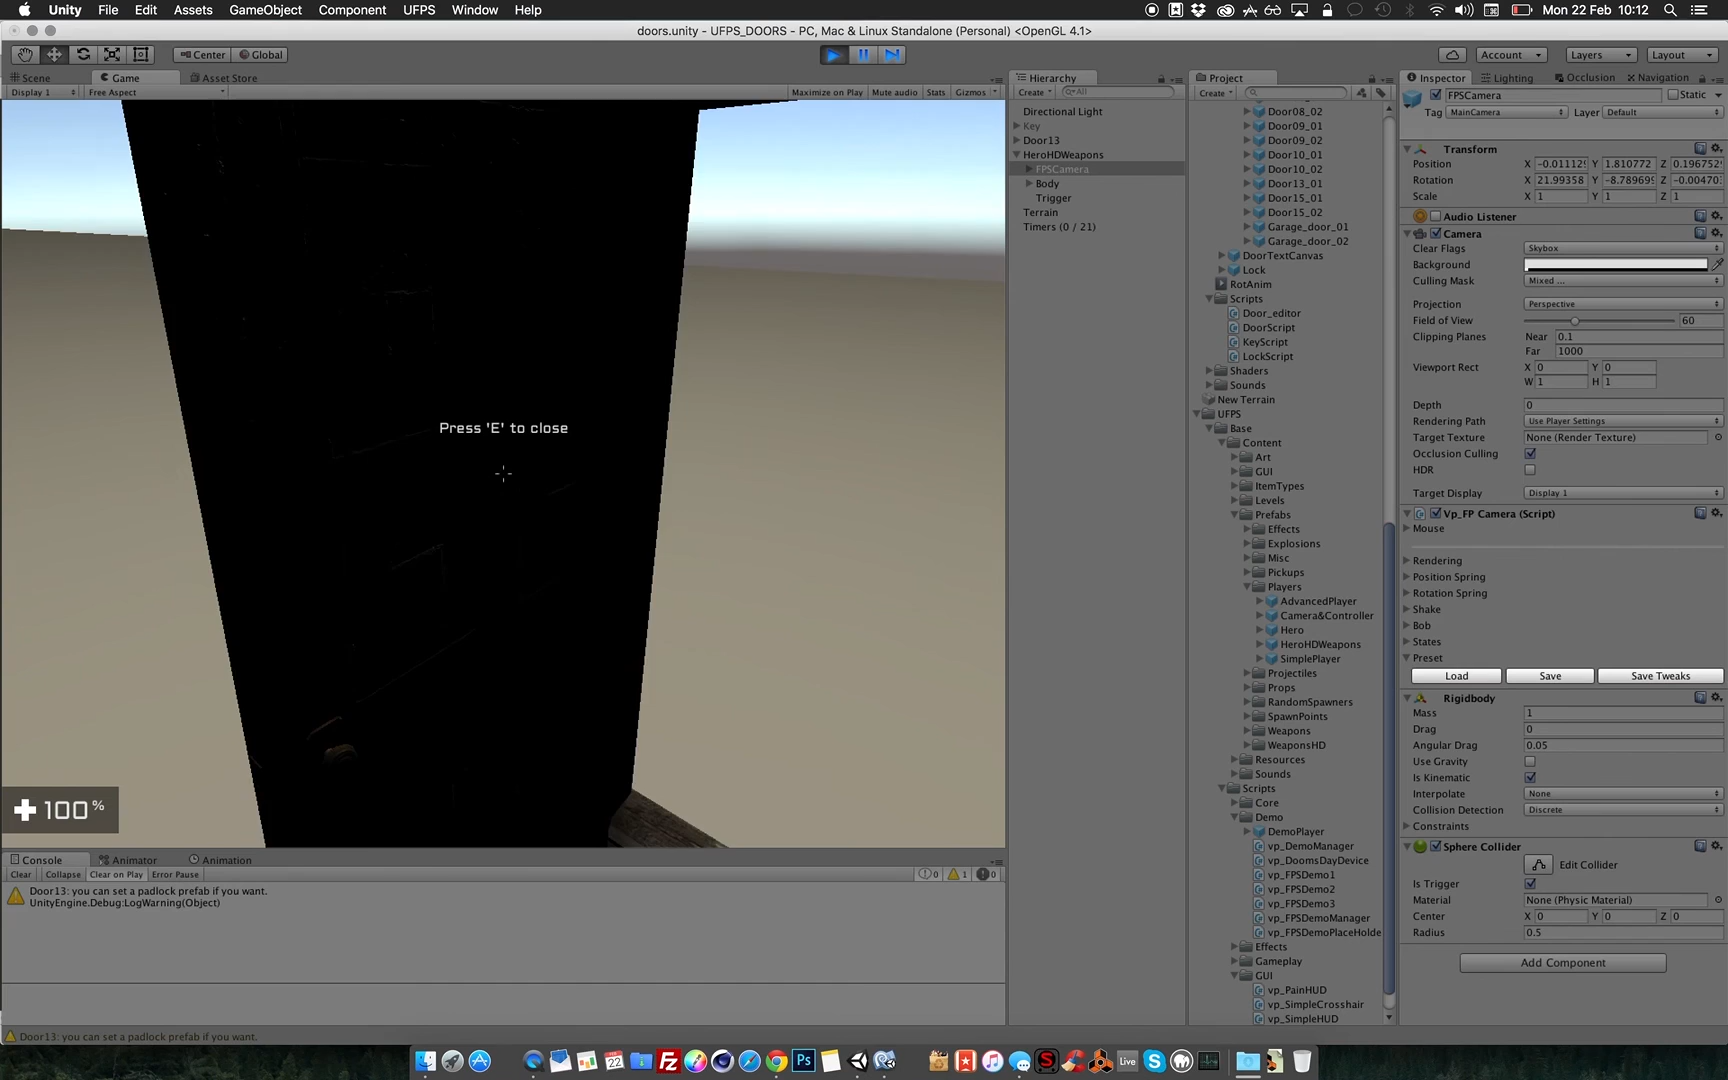 Unity File Edit Assets GameObject Component UFPS Window Help
Mon 22 Feb 10:12
doors.unity - UFPS_DOORS - PC, Mac & Linux Standalone (Personal) <OpenGL 4.1>
Center Global
Account Layers Layout
Scene Game Asset Store
Display 1 Free Aspect
Maximize on Play Mute audio Stats Gizmos
Press 'E' to close
100%
Console Animator Animation
Clear Collapse Clear on Play Error Pause
0 1 0
Door13: you can set a padlock prefab if you want.
UnityEngine.Debug:LogWarning(Object)
Door13: you can set a padlock prefab if you want.
Hierarchy
Create All
Directional Light
Key
Door13
HeroHDWeapons
FPSCamera
Body
Trigger
Terrain
Timers (0 / 21)
Project
Create
Door08_02
Door09_01
Door09_02
Door10_01
Door10_02
Door13_01
Door15_01
Door15_02
Garage_door_01
Garage_door_02
DoorTextCanvas
Lock
RotAnim
Scripts
Door_editor
DoorScript
KeyScript
LockScript
Shaders
Sounds
New Terrain
UFPS
Base
Content
Art
GUI
ItemTypes
Levels
Prefabs
Effects
Explosions
Misc
Pickups
Players
AdvancedPlayer
Camera&Controller
Hero
HeroHDWeapons
SimplePlayer
Projectiles
Props
RandomSpawners
SpawnPoints
Weapons
WeaponsHD
Resources
Sounds
Scripts
Core
Demo
DemoPlayer
vp_DemoManager
vp_DoomsDayDevice
vp_FPSDemo1
vp_FPSDemo2
vp_FPSDemo3
vp_FPSDemoManager
vp_FPSDemoPlaceHolde
Effects
Gameplay
GUI
vp_PainHUD
vp_SimpleCrosshair
vp_SimpleHUD
Inspector Lighting Occlusion Navigation
FPSCamera Static
Tag MainCamera Layer Default
Transform
Position X -0.01112 Y 1.810772 Z 0.196752
Rotation X 21.99358 Y -8.78969 Z -0.00470
Scale X 1 Y 1 Z 1
Audio Listener
Camera
Clear Flags Skybox
Background
Culling Mask Mixed ...
Projection Perspective
Field of View 60
Clipping Planes Near 0.1
Far 1000
Viewport Rect X 0 Y 0
W 1 H 1
Depth 0
Rendering Path Use Player Settings
Target Texture None (Render Texture)
Occlusion Culling
HDR
Target Display Display 1
Vp_FP Camera (Script)
Mouse
Rendering
Position Spring
Rotation Spring
Shake
Bob
States
Preset
Load Save Save Tweaks
Rigidbody
Mass 1
Drag 0
Angular Drag 0.05
Use Gravity
Is Kinematic
Interpolate None
Collision Detection Discrete
Constraints
Sphere Collider
Edit Collider
Is Trigger
Material None (Physic Material)
Center X 0 Y 0 Z 0
Radius 0.5
Add Component
22
Ps
Live